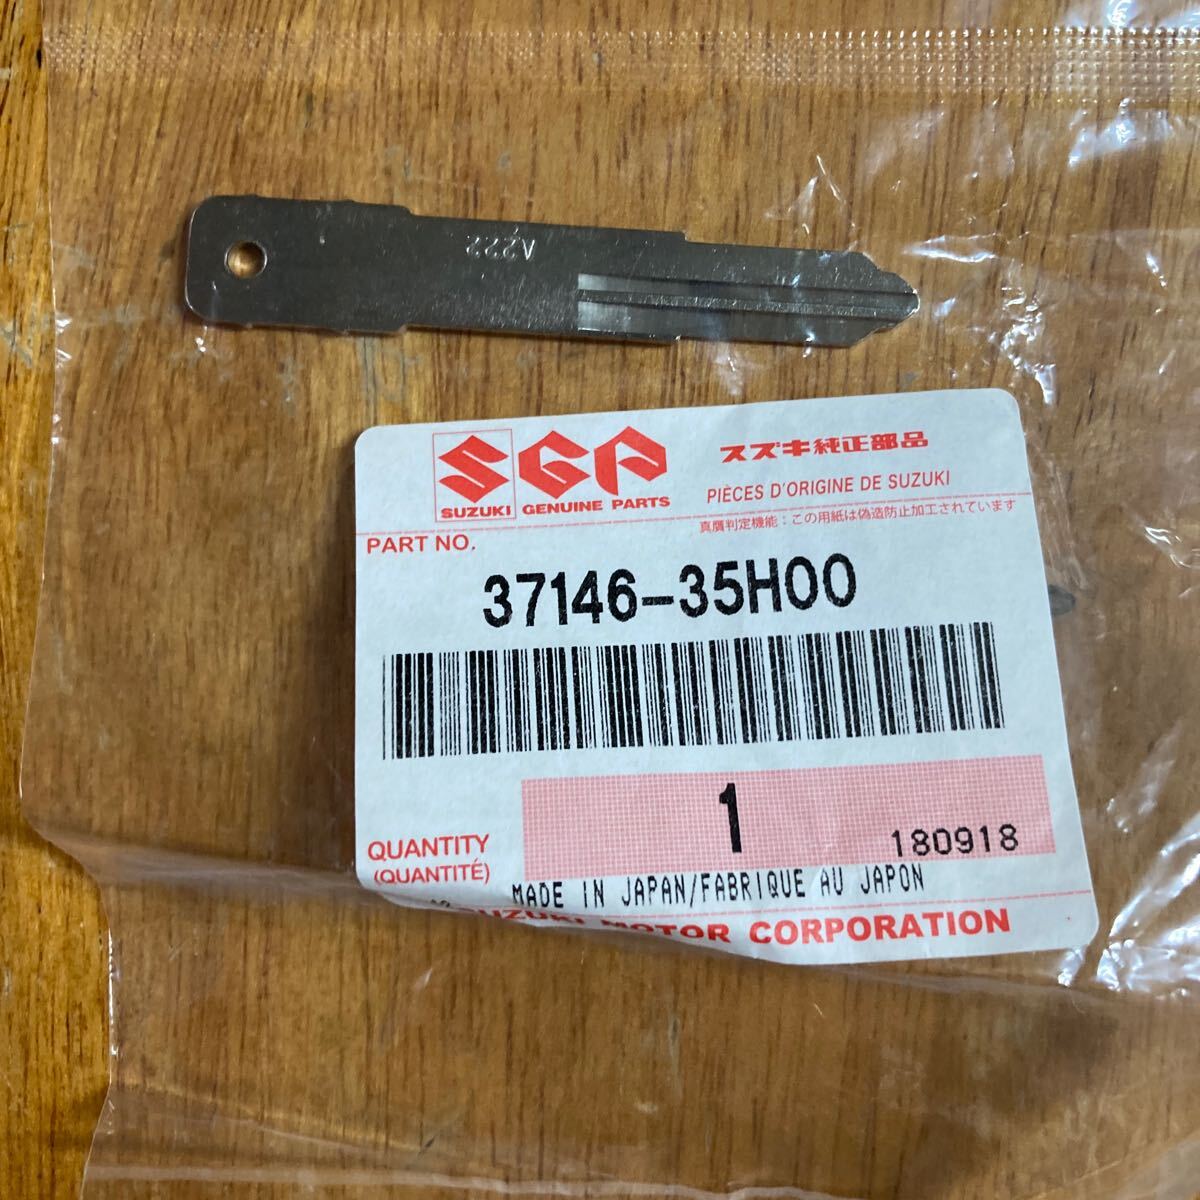 A222
SGP
スズキ純正部品
SUZUKI GENUINE PARTS
PIÈCES D'ORIGINE DE SUZUKI
真贋判定機能:この用紙は偽造防止加工されています
PART NO.
37146-35H00
1
QUANTITY
(QUANTITÉ)
180918
MADE IN JAPAN/FABRIQUE AU JAPON
SUZUKI MOTOR CORPORATION